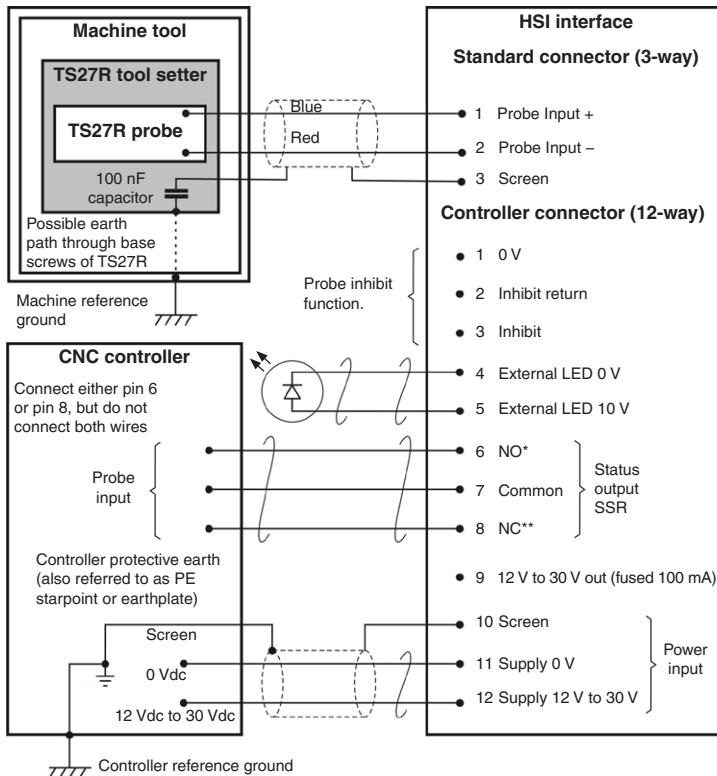 Machine tool
TS27R tool setter
TS27R probe
100 nF
capacitor
Possible earth
path through base
screws of TS27R
Machine reference
ground
Blue
Red
HSI interface
Standard connector (3-way)
1 Probe Input +
2 Probe Input –
3 Screen
Controller connector (12-way)
Probe inhibit
function.
1 0 V
2 Inhibit return
3 Inhibit
4 External LED 0 V
5 External LED 10 V
6 NO*
7 Common
8 NC**
Status
output
SSR
9 12 V to 30 V out (fused 100 mA)
10 Screen
11 Supply 0 V
12 Supply 12 V to 30 V
Power
input
CNC controller
Connect either pin 6
or pin 8, but do not
connect both wires
Probe
input
Controller protective earth
(also referred to as PE
starpoint or earthplate)
Screen
0 Vdc
12 Vdc to 30 Vdc
Controller reference ground